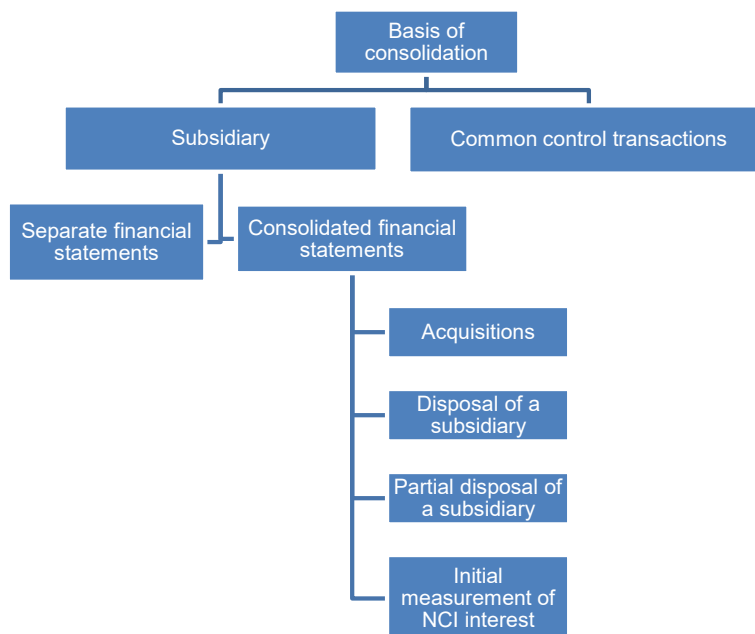 Basis of
consolidation
Subsidiary
Common control transactions
Separate financial
statements
Consolidated financial
statements
Acquisitions
Disposal of a
subsidiary
Partial disposal of
a subsidiary
Initial
measurement of
NCI interest